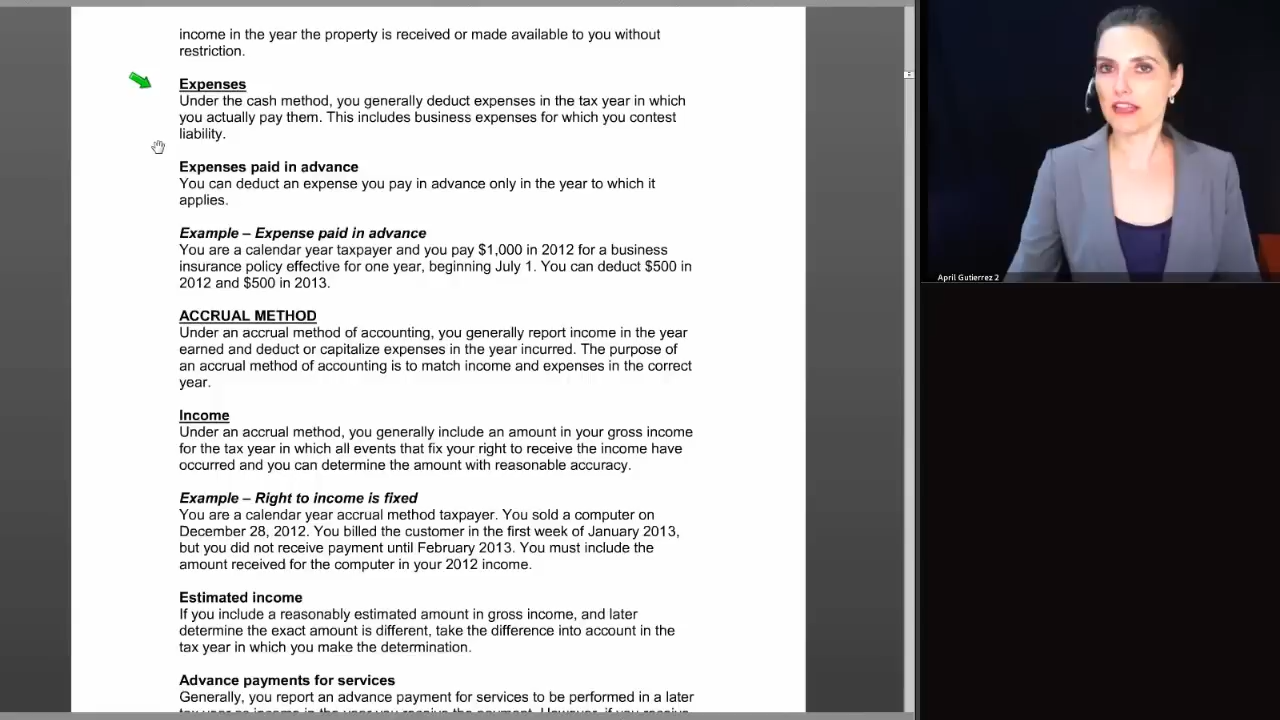 income in the year the property is received or made available to you without
restriction.
Expenses
Under the cash method, you generally deduct expenses in the tax year in which
you actually pay them. This includes business expenses for which you contest
liability.
Expenses paid in advance
You can deduct an expense you pay in advance only in the year to which it
applies.
Example – Expense paid in advance
You are a calendar year taxpayer and you pay $1,000 in 2012 for a business
insurance policy effective for one year, beginning July 1. You can deduct $500 in
2012 and $500 in 2013.
ACCRUAL METHOD
Under an accrual method of accounting, you generally report income in the year
earned and deduct or capitalize expenses in the year incurred. The purpose of
an accrual method of accounting is to match income and expenses in the correct
year.
Income
Under an accrual method, you generally include an amount in your gross income
for the tax year in which all events that fix your right to receive the income have
occurred and you can determine the amount with reasonable accuracy.
Example – Right to income is fixed
You are a calendar year accrual method taxpayer. You sold a computer on
December 28, 2012. You billed the customer in the first week of January 2013,
but you did not receive payment until February 2013. You must include the
amount received for the computer in your 2012 income.
Estimated income
If you include a reasonably estimated amount in gross income, and later
determine the exact amount is different, take the difference into account in the
tax year in which you make the determination.
Advance payments for services
Generally, you report an advance payment for services to be performed in a later
tax year as income in the year you receive the payment. However, if you receive
April Gutierrez 2